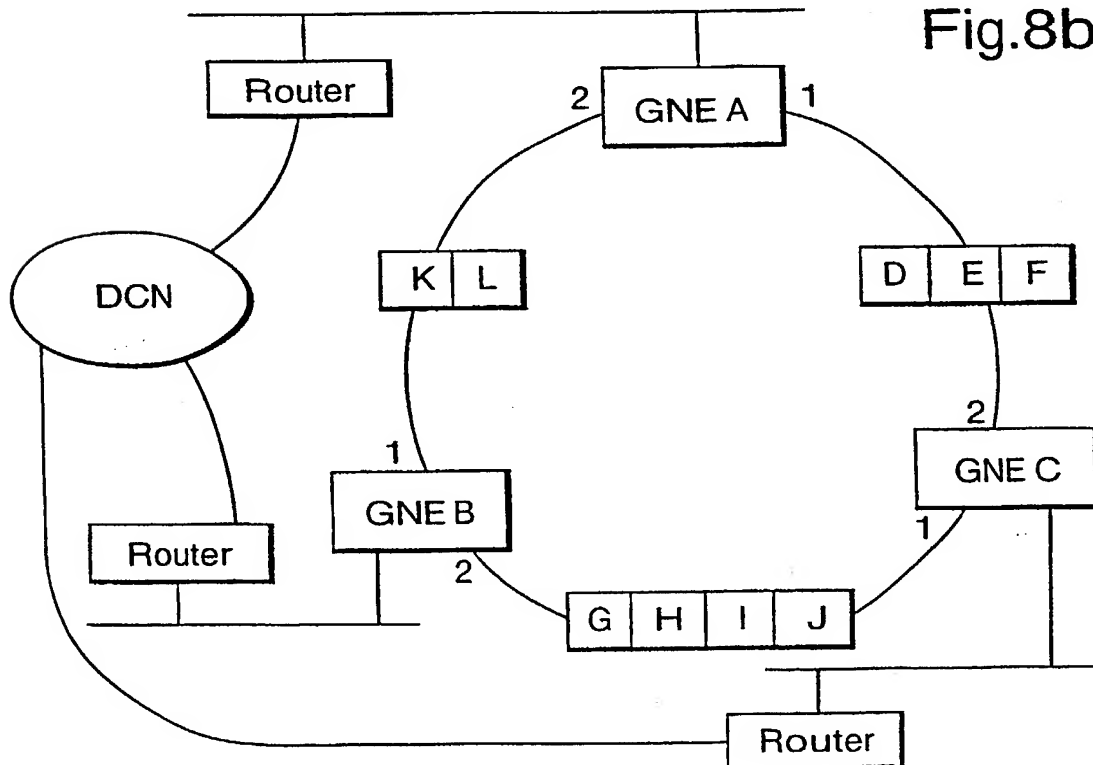 Fig.8b
Router
2
GNE A
1
K L
D E F
DCN
2
1
GNE C
GNE B
1
Router
2
G H I J
Router